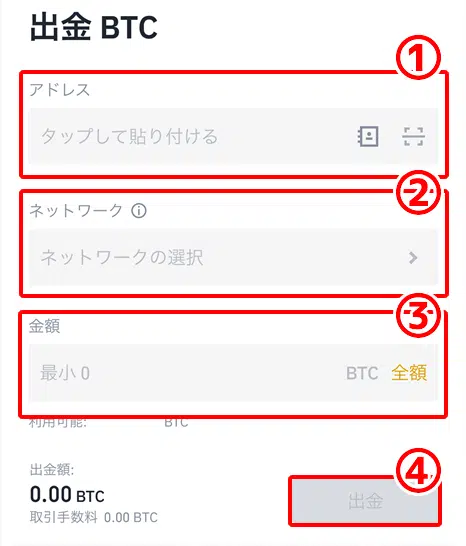 出金 BTC
①
アドレス
タップして貼り付ける
②
ネットワーク
ネットワークの選択
③
金額
最小 0 BTC 全額
利用可能: BTC
出金額:
④
0.00 BTC
出金
取引手数料 0.00 BTC